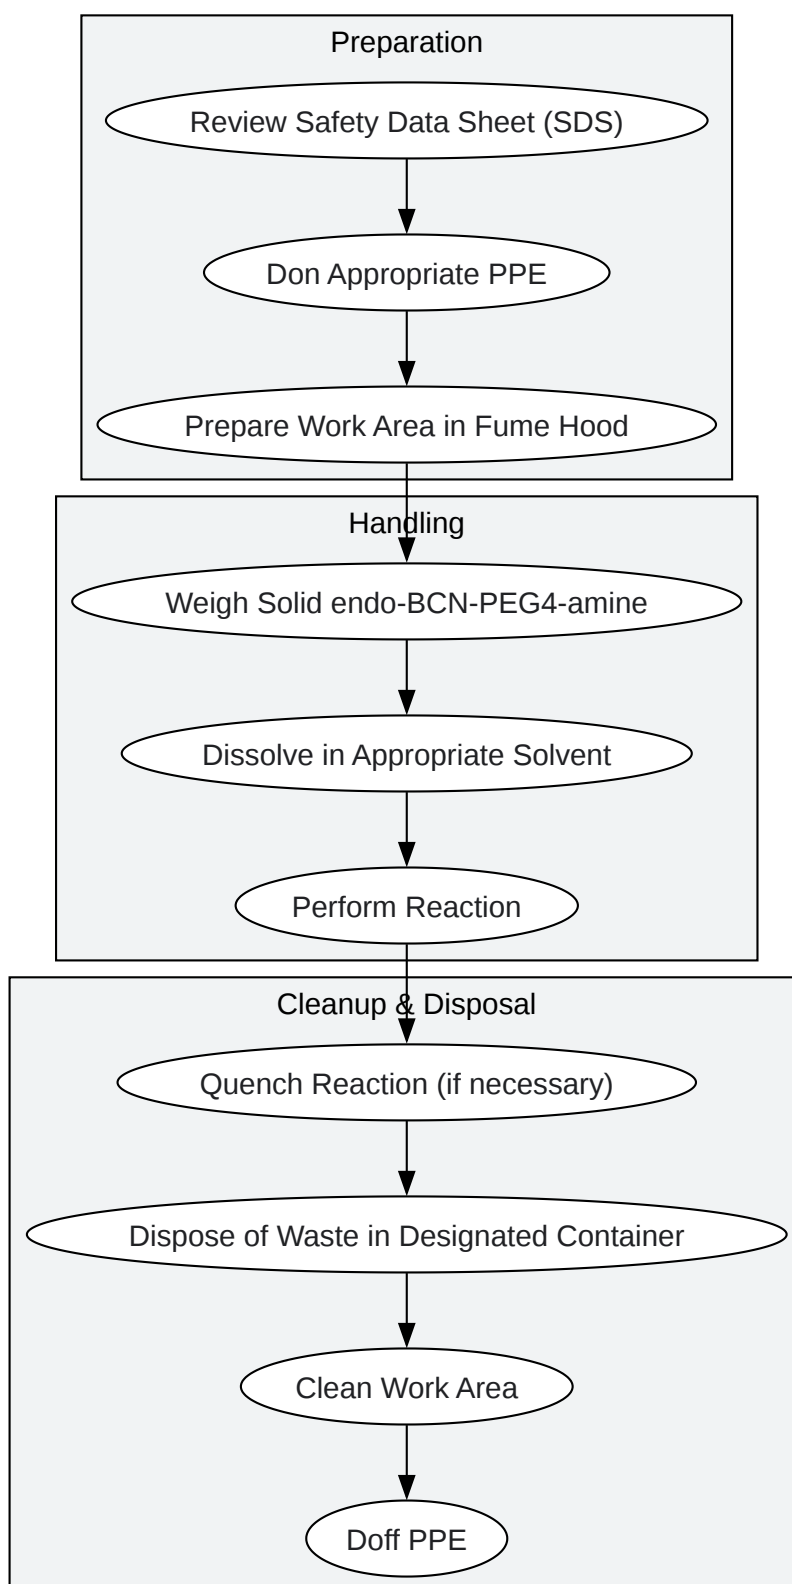 Preparation
Review Safety Data Sheet (SDS)
Don Appropriate PPE
Prepare Work Area in Fume Hood
Handling
Weigh Solid endo-BCN-PEG4-amine
Dissolve in Appropriate Solvent
Perform Reaction
Cleanup & Disposal
Quench Reaction (if necessary)
Dispose of Waste in Designated Container
Clean Work Area
Doff PPE